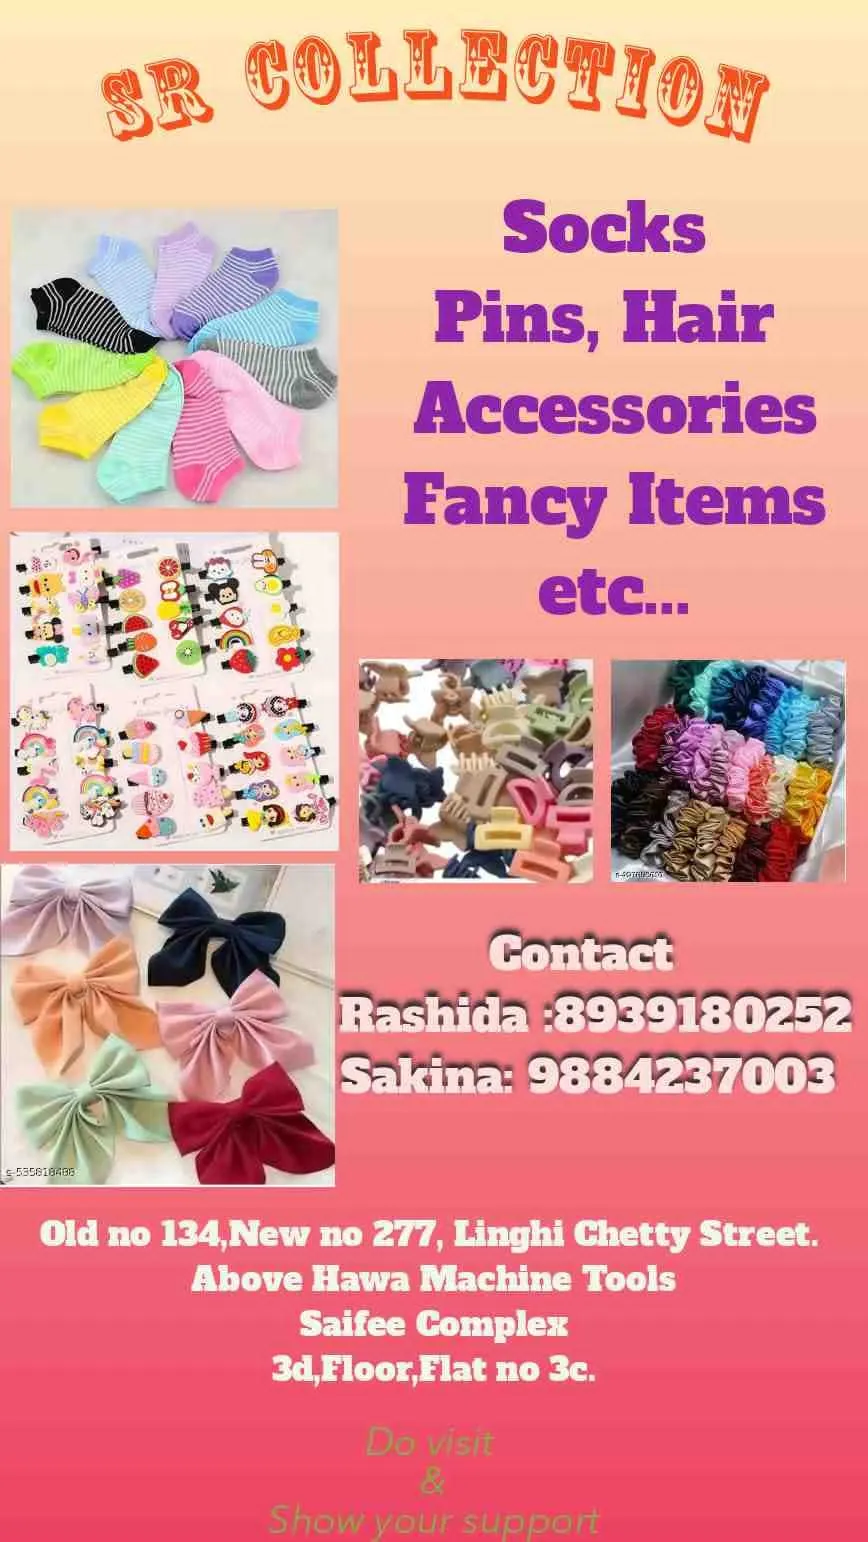 SR COLLECTION
Socks
Pins, Hair
Accessories
Fancy Items
etc...
Contact
Rashida :8939180252
Sakina: 9884237003
s-535818488
Old no 134,New no 277, Linghi Chetty Street.
Above Hawa Machine Tools
Saifee Complex
3d,Floor,Flat no 3c.
Do visit
&
Show your support